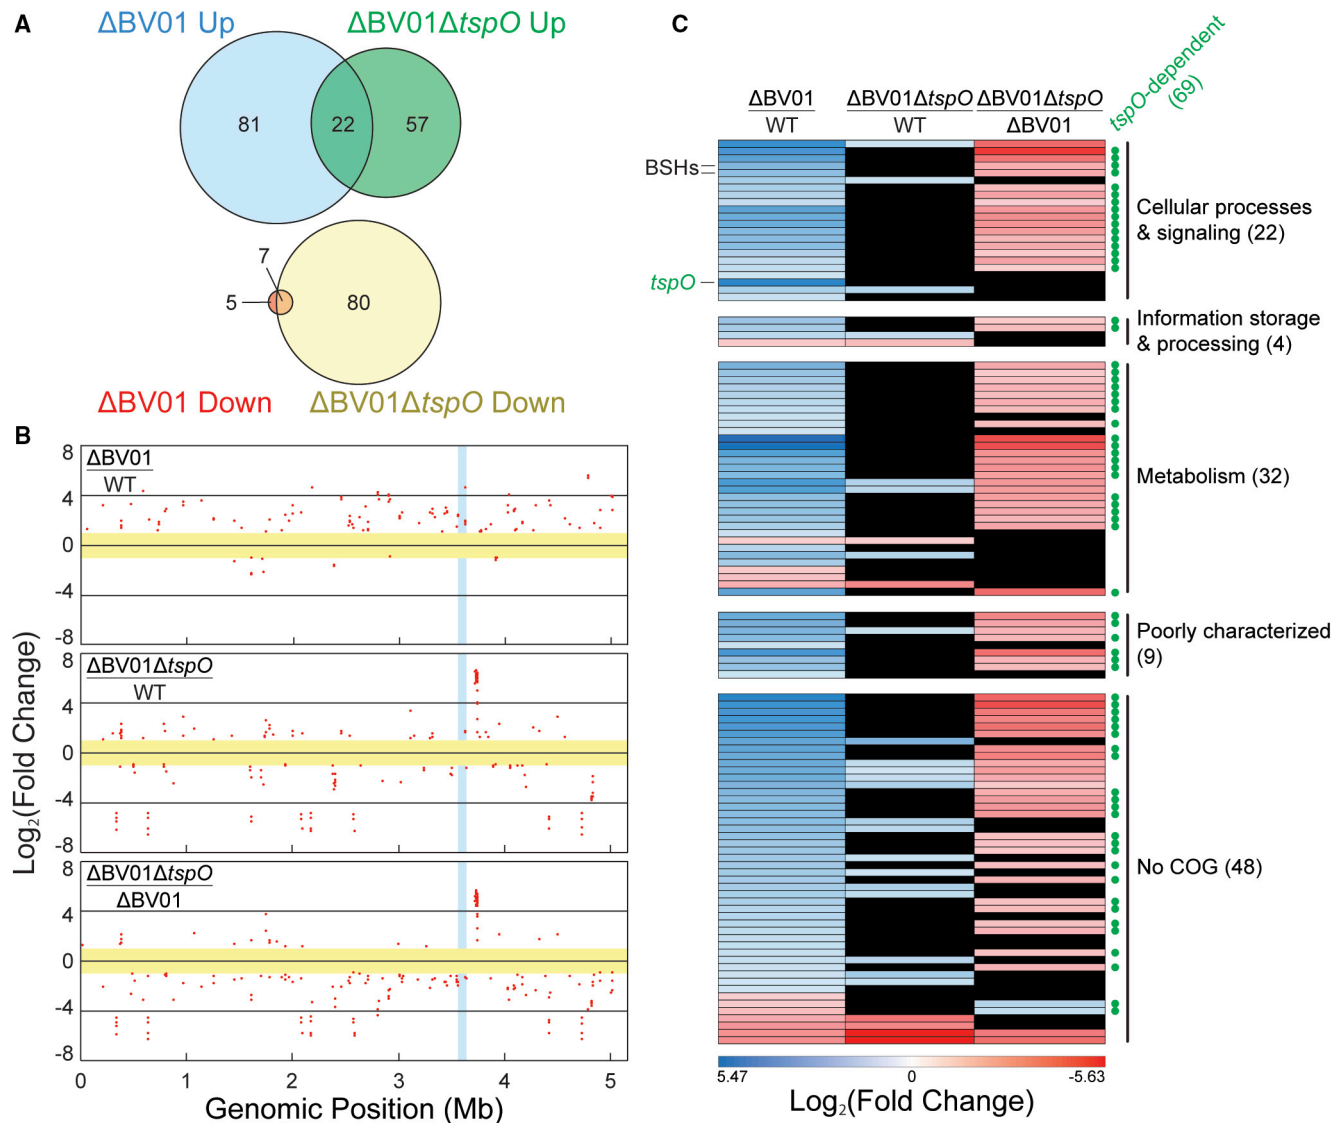 A
ΔBV01 Up
ΔBV01ΔtspO Up
81
22
57
7
5
80
ΔBV01 Down
ΔBV01ΔtspO Down
B
Log2(Fold Change)
8
4
0
-4
-8
ΔBV01
WT
8
4
0
-4
-8
ΔBV01ΔtspO
WT
8
4
0
-4
-8
ΔBV01ΔtspO
ΔBV01
0
1
2
3
4
5
Genomic Position (Mb)
C
ΔBV01
WT
ΔBV01ΔtspO
WT
ΔBV01ΔtspO
ΔBV01
tspO-dependent
(69)
BSHs
tspO
Cellular processes
& signaling (22)
Information storage
& processing (4)
Metabolism (32)
Poorly characterized
(9)
No COG (48)
5.47
0
-5.63
Log2(Fold Change)